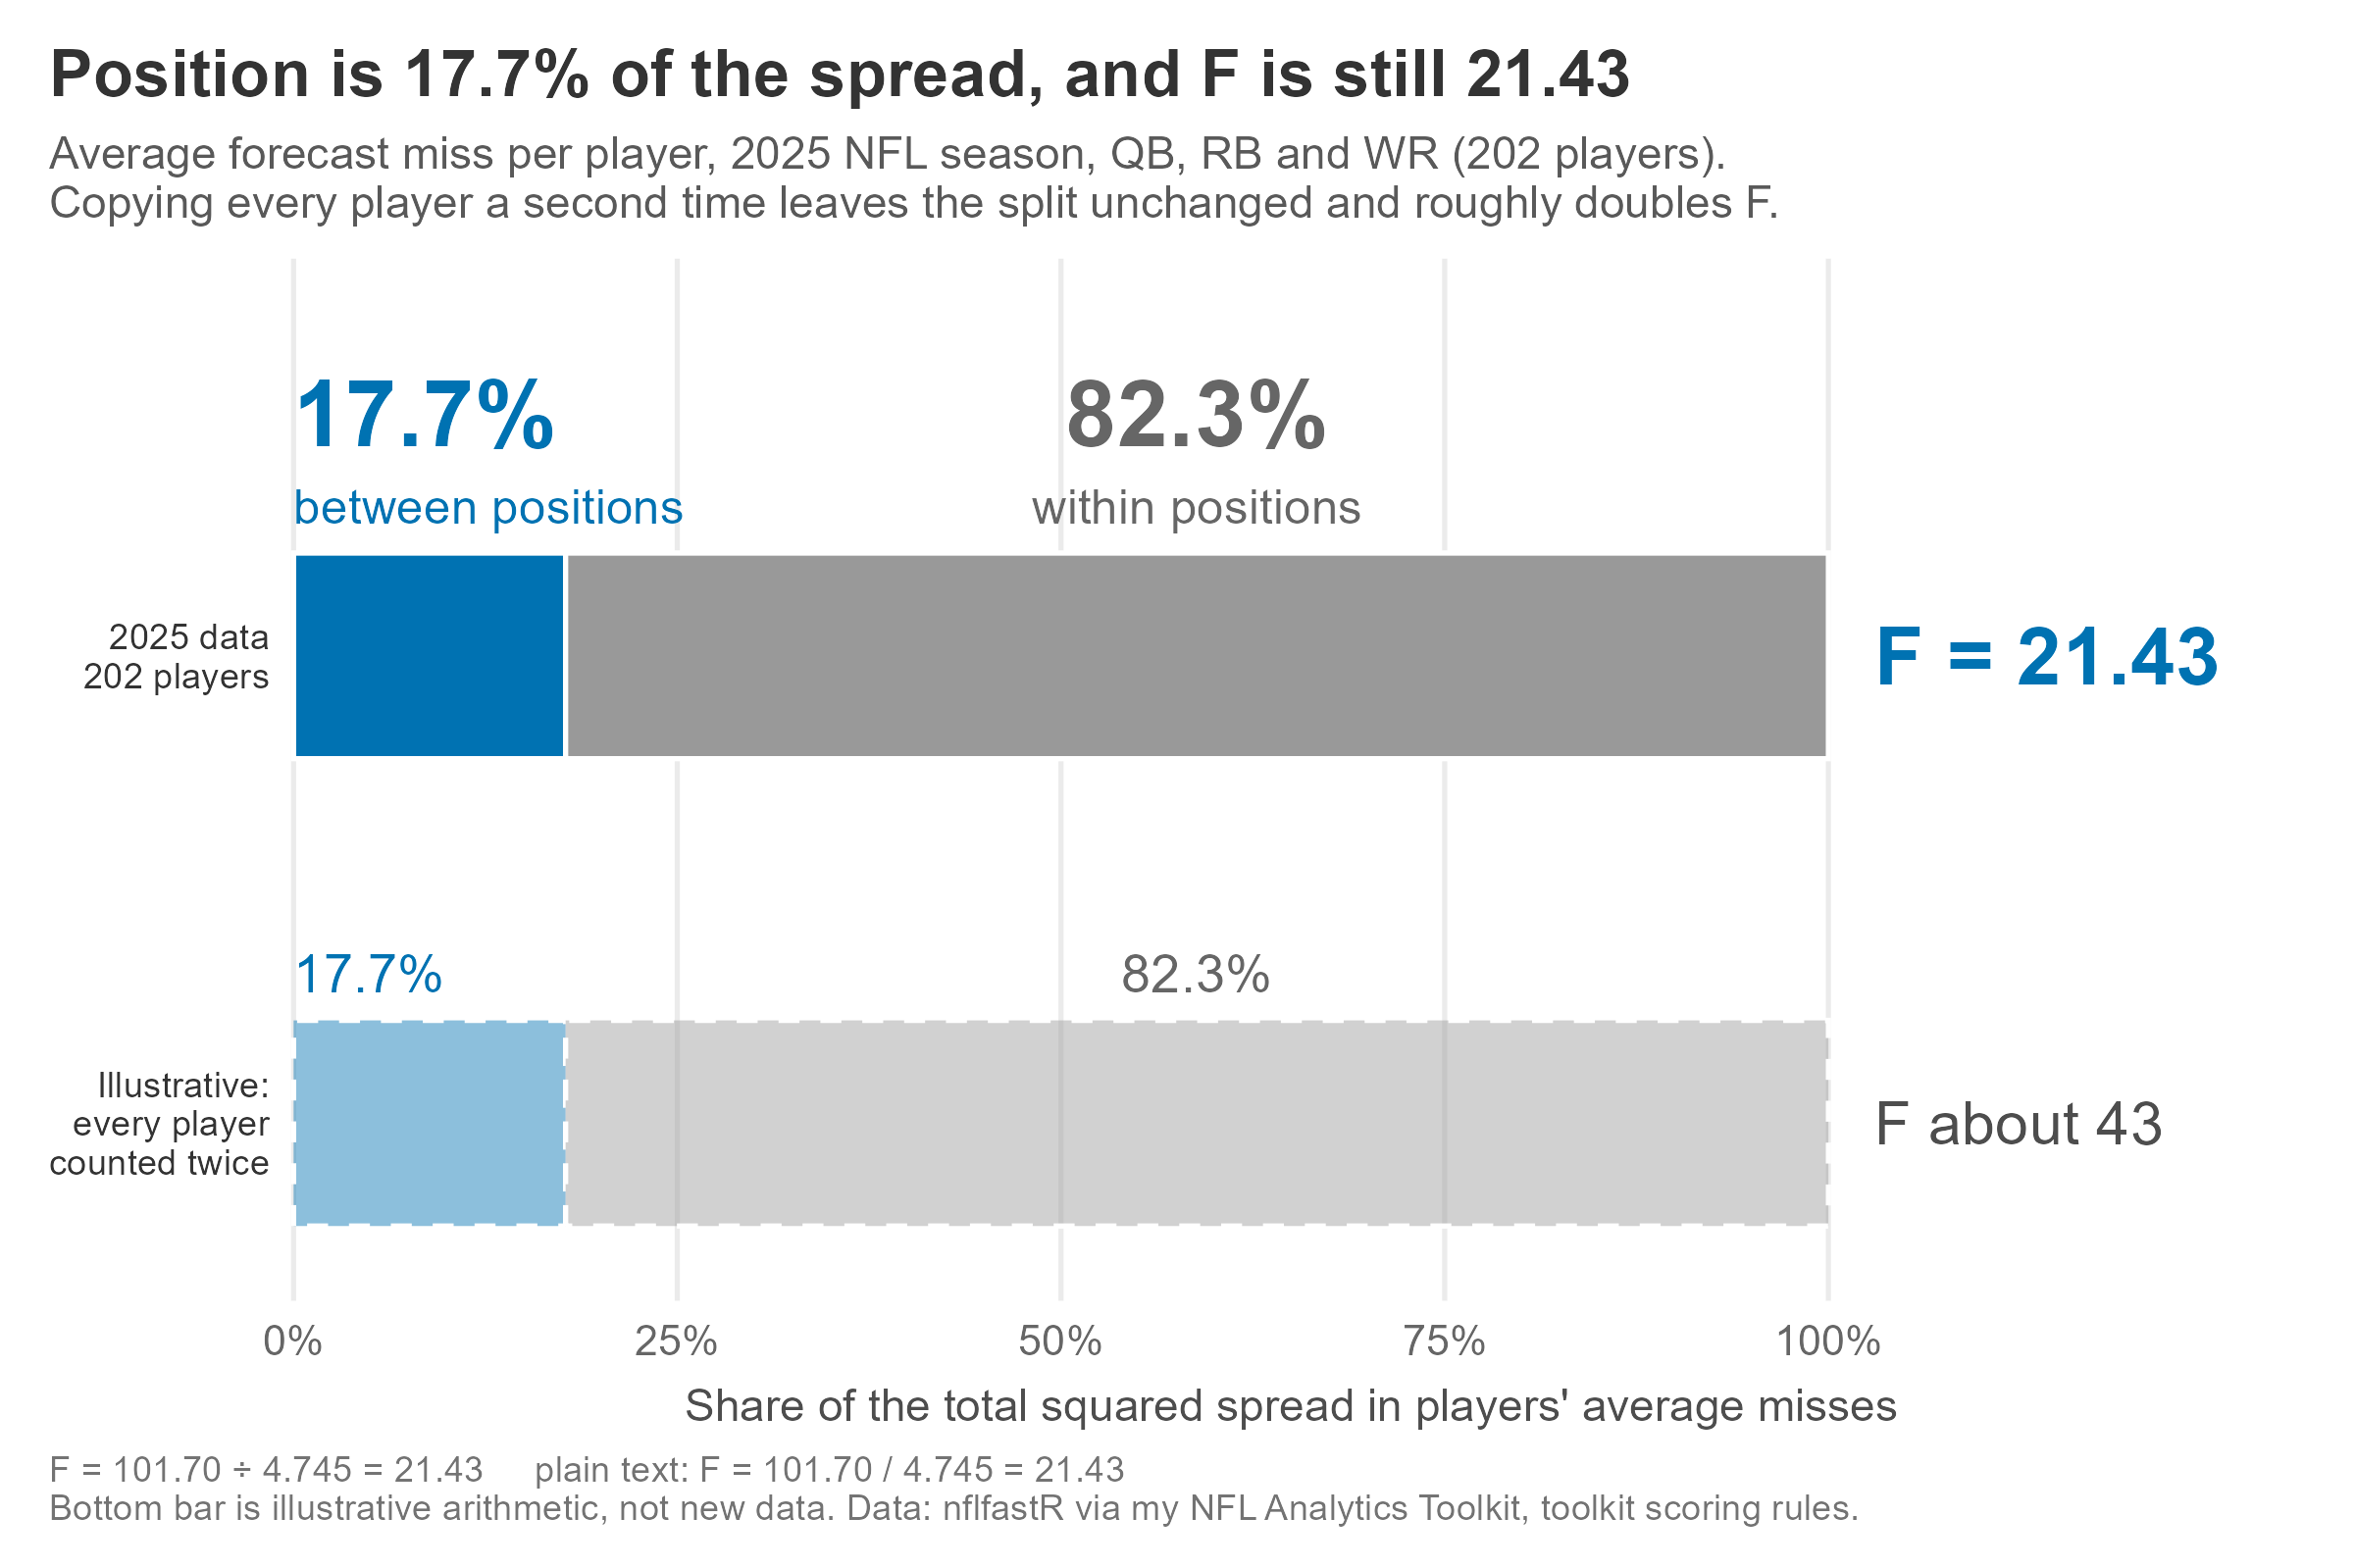 Position is 17.7% of the spread, and F is still 21.43
Average forecast miss per player, 2025 NFL season, QB, RB and WR (202 players).
Copying every player a second time leaves the split unchanged and roughly doubles F.
17.7%
between positions
82.3%
within positions
2025 data
202 players
F = 21.43
17.7%
82.3%
Illustrative:
every player
counted twice
F about 43
0%
25%
50%
75%
100%
Share of the total squared spread in players' average misses
F = 101.70 ÷ 4.745 = 21.43     plain text: F = 101.70 / 4.745 = 21.43
Bottom bar is illustrative arithmetic, not new data. Data: nflfastR via my NFL Analytics Toolkit, toolkit scoring rules.